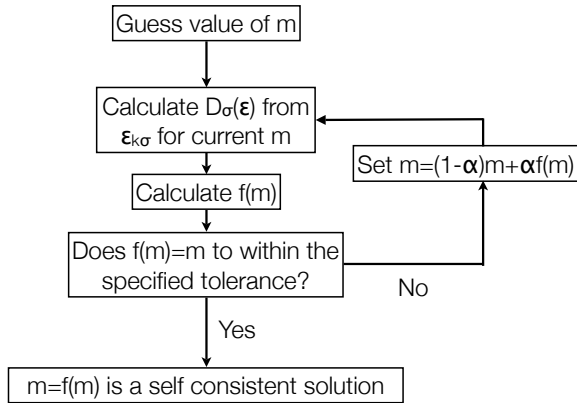 Guess value of m
Calculate Dσ(ε) from
εkσ for current m
Set m=(1-α)m+αf(m)
Calculate f(m)
Does f(m)=m to within the
specified tolerance?
No
Yes
m=f(m) is a self consistent solution